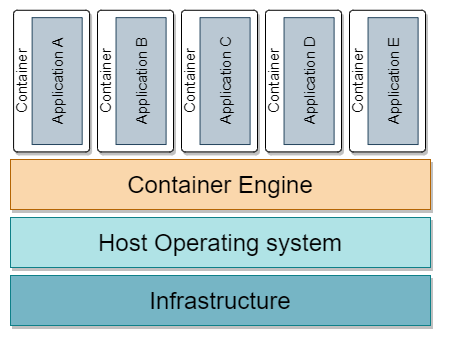 Container
Application A
Container
Application B
Container
Application C
Container
Application D
Container
Application E
Container Engine
Host Operating system
Infrastructure